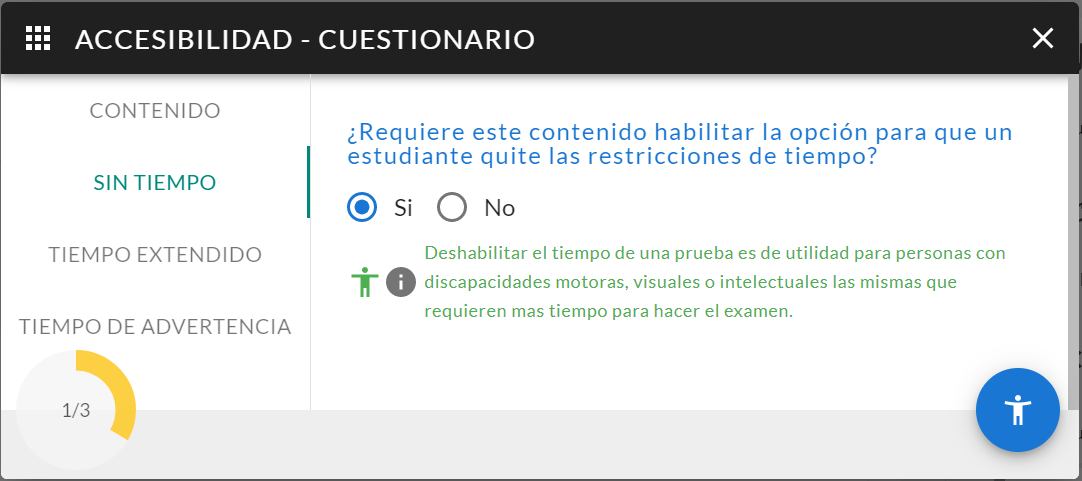 ACCESIBILIDAD - CUESTIONARIO
CONTENIDO
SIN TIEMPO
TIEMPO EXTENDIDO
TIEMPO DE ADVERTENCIA
1/3
¿Requiere este contenido habilitar la opción para que un
estudiante quite las restricciones de tiempo?
Si No
Deshabilitar el tiempo de una prueba es de utilidad para personas con
discapacidades motoras, visuales o intelectuales las mismas que
requieren mas tiempo para hacer el examen.